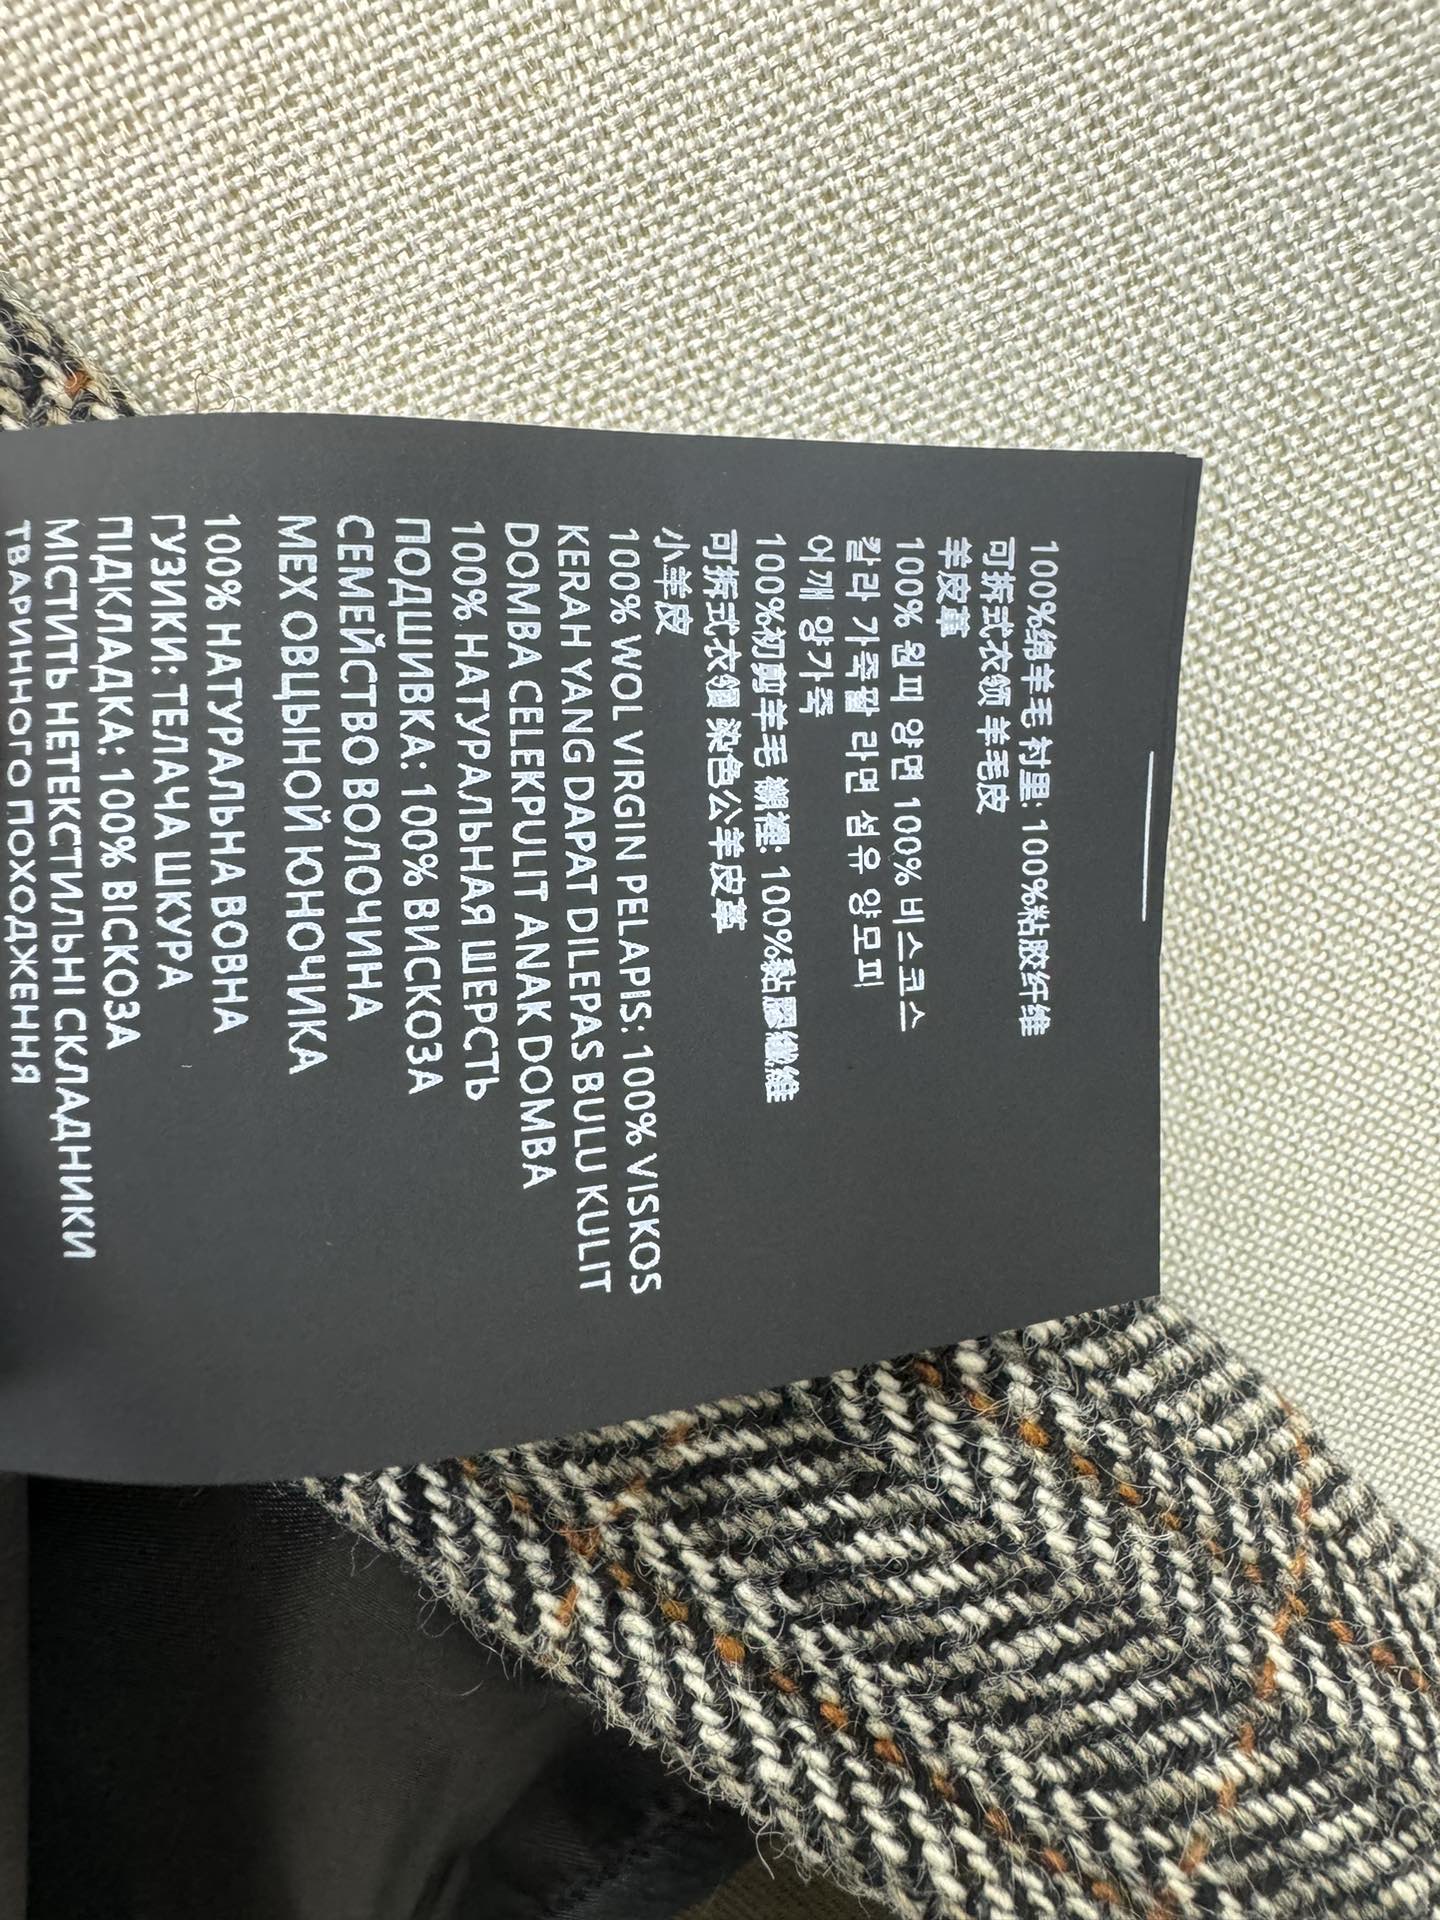 100%绵羊毛 衬里: 100%粘胶纤维
可拆式衣领 羊毛皮
羊皮革
100% 원피 양면 100% 비스코스
칼라 가죽팔 라면 섬유 양모피
어깨 양가죽
100%初剪羊毛 襯裡: 100%黏膠纖維
可拆式衣領 染色公羊皮革
小羊皮
100% WOL VIRGIN PELAPIS: 100% VISKOS
KERAH YANG DAPAT DILEPAS BULU KULIT
DOMBA CELEKPULIT ANAK DOMBA
100% НАТУРАЛЬНАЯ ШЕРСТЬ
ПОДШИВКА: 100% ВИСКОЗА
СЕМЕЙСТВО ВОЛОЧИНА
МЕХ ОВЦЫНОЙ ЮНОЧИКА
100% НАТУРАЛЬНА ВОВНА
ГУЗИКИ: ТЕЛАЧА ШКУРА
ПІДКЛАДКА: 100% ВІСКОЗА
МІСТИТЬ НЕТЕКСТИЛЬНІ СКЛАДНИКИ
ТВАРИННОГО ПОХОДЖЕННЯ